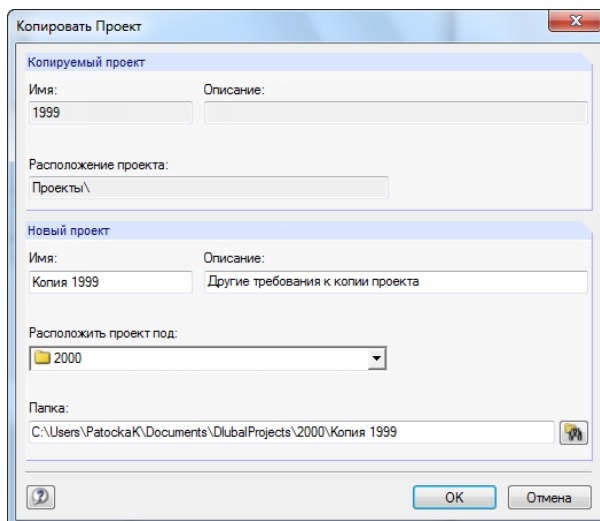 Копировать Проект
Копируемый проект
Имя: Описание:
1999
Расположение проекта:
Проекты\
Новый проект
Имя: Описание:
Копия 1999 Другие требования к копии проекта
Расположить проект под:
2000
Папка:
C:\Users\PatockaK\Documents\DlubalProjects\2000\Копия 1999
OK Отмена